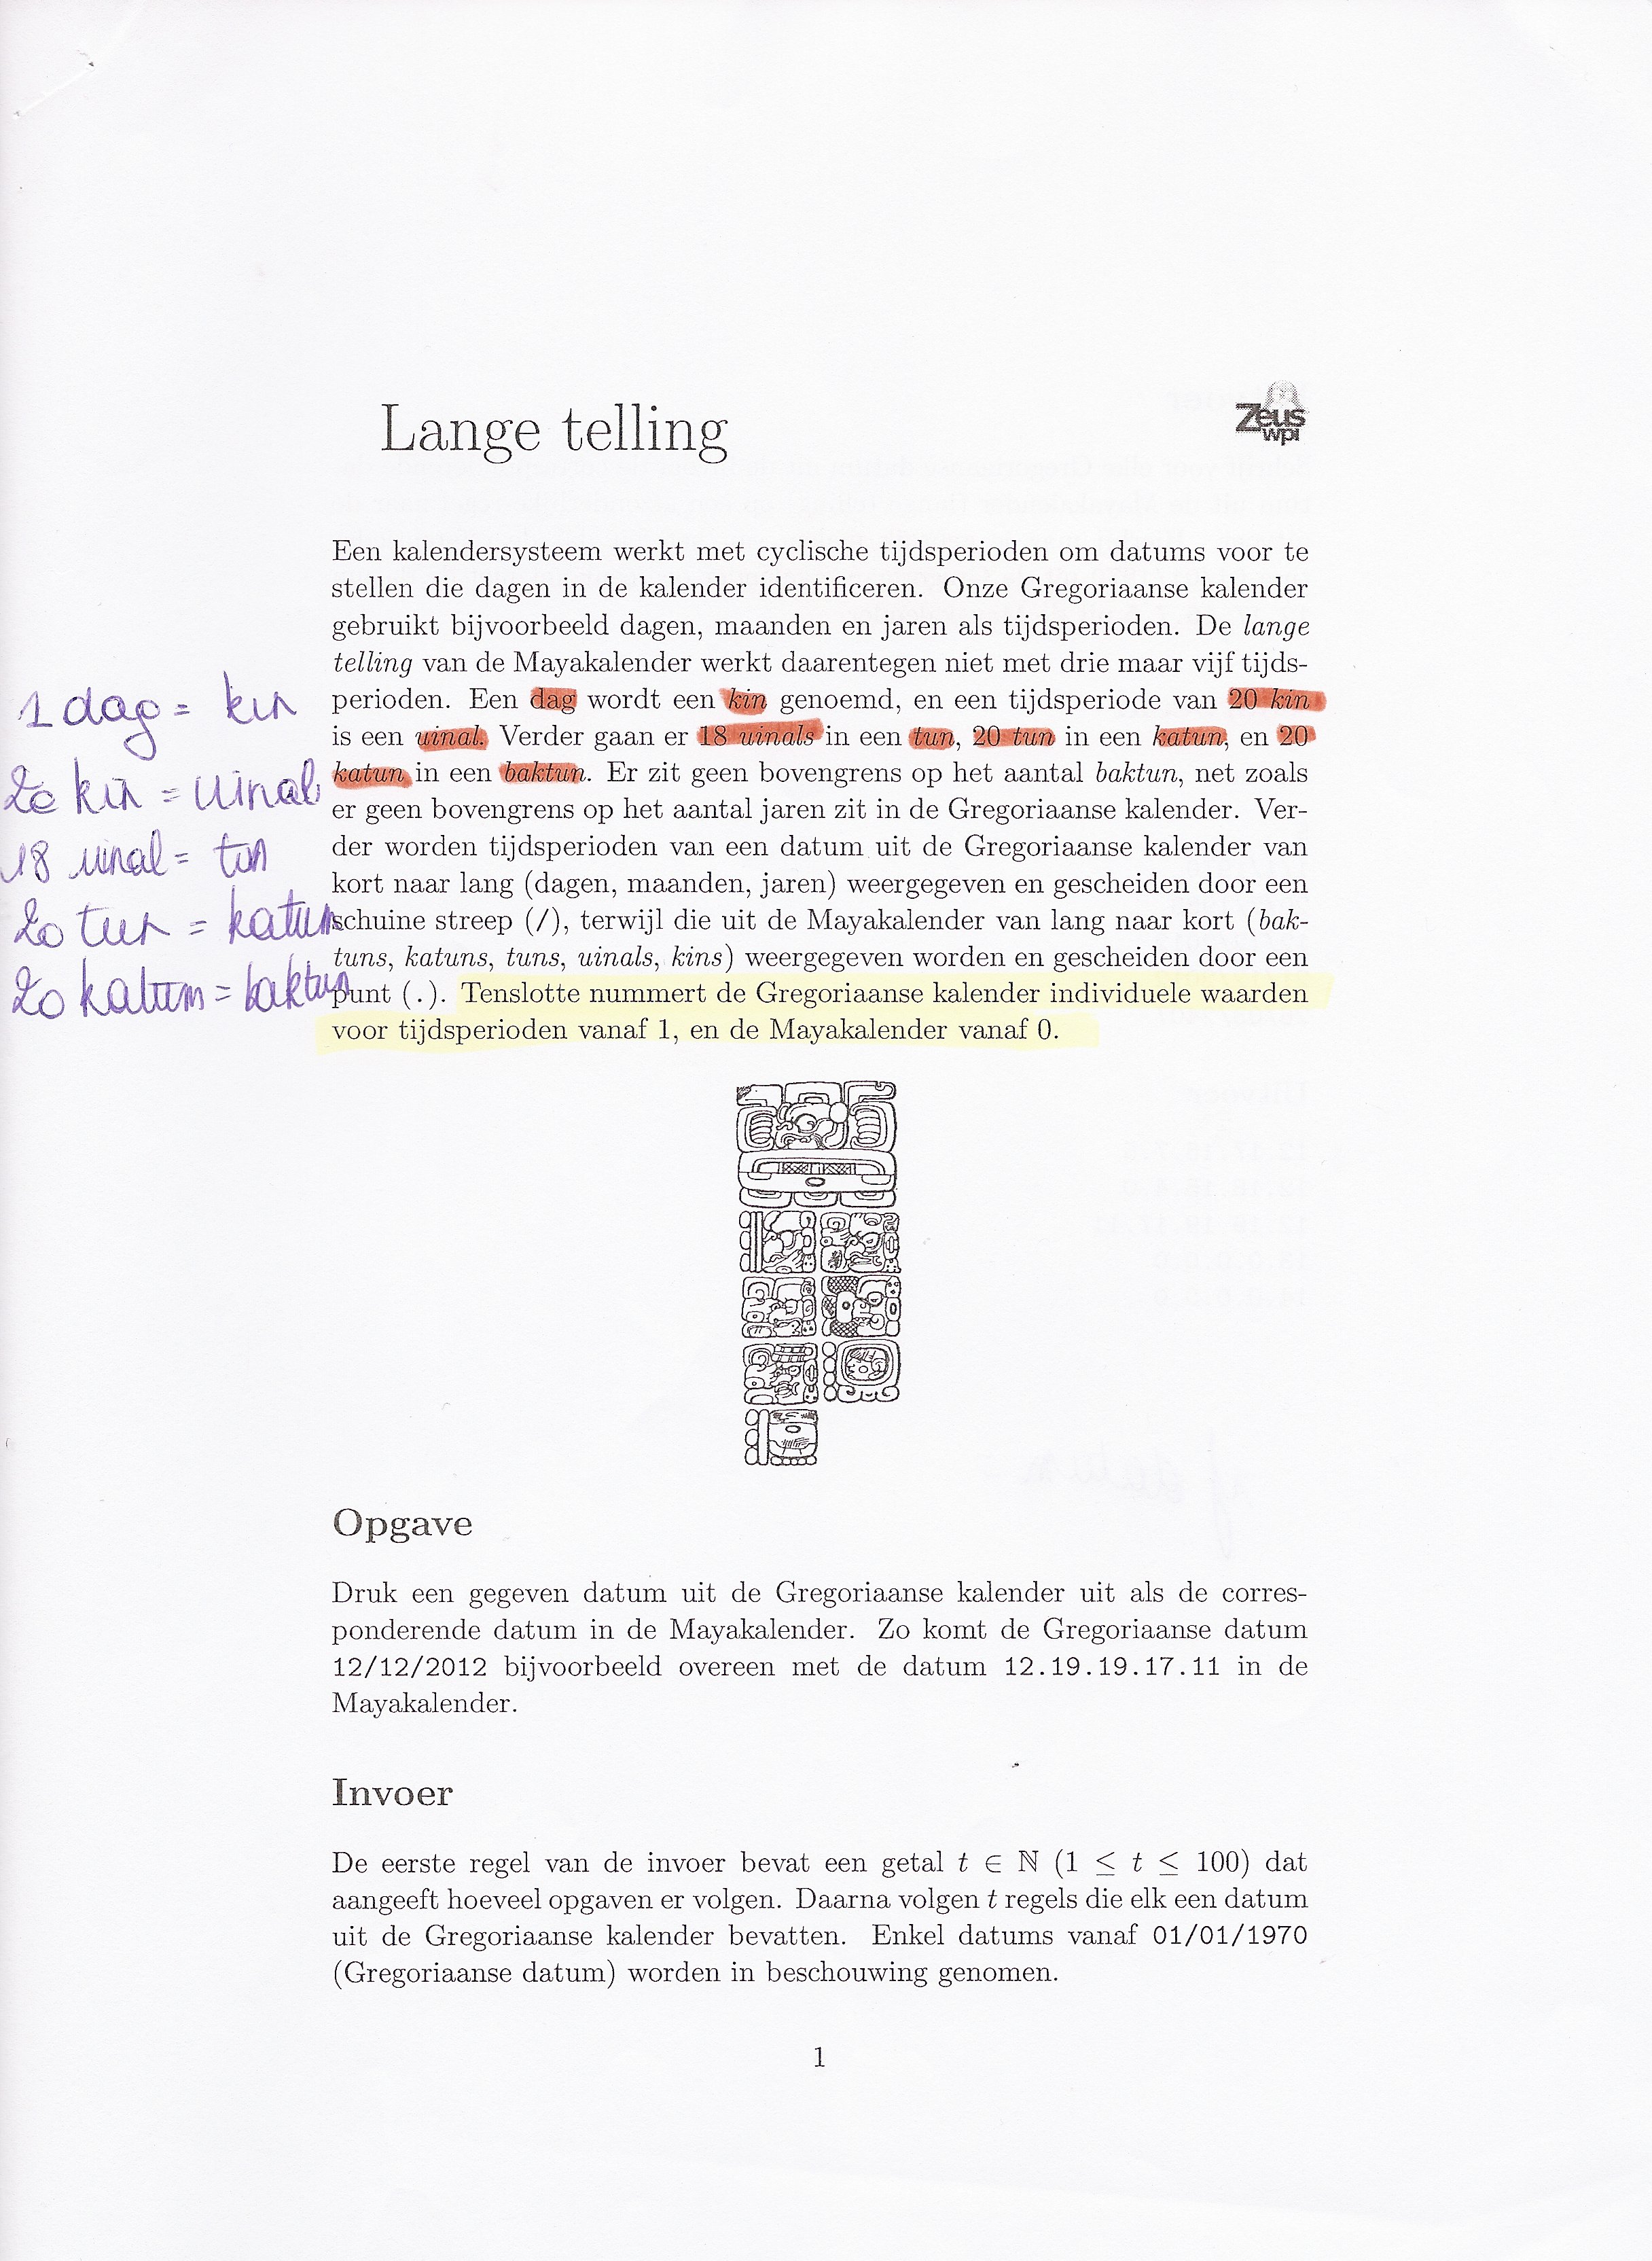 Lange telling
Zeus
wpi
Een kalendersysteem werkt met cyclische tijdsperioden om datums voor te
stellen die dagen in de kalender identificeren. Onze Gregoriaanse kalender
gebruikt bijvoorbeeld dagen, maanden en jaren als tijdsperioden. De lange
telling van de Mayakalender werkt daarentegen niet met drie maar vijf tijds-
perioden. Een dag wordt een kin genoemd, en een tijdsperiode van 20 kin
is een uinal. Verder gaan er 18 uinals in een tun, 20 tun in een katun, en 20
katun in een baktun. Er zit geen bovengrens op het aantal baktun, net zoals
er geen bovengrens op het aantal jaren zit in de Gregoriaanse kalender. Ver-
der worden tijdsperioden van een datum uit de Gregoriaanse kalender van
kort naar lang (dagen, maanden, jaren) weergegeven en gescheiden door een
schuine streep (/), terwijl die uit de Mayakalender van lang naar kort (bak-
tuns, katuns, tuns, uinals, kins) weergegeven worden en gescheiden door een
punt (.). Tenslotte nummert de Gregoriaanse kalender individuele waarden
voor tijdsperioden vanaf 1, en de Mayakalender vanaf 0.
1 dag = kin
20 kin = uinal
18 uinal = tun
20 tun = katun
20 katum = baktun
Opgave
Druk een gegeven datum uit de Gregoriaanse kalender uit als de corres-
ponderende datum in de Mayakalender. Zo komt de Gregoriaanse datum
12/12/2012 bijvoorbeeld overeen met de datum 12.19.19.17.11 in de
Mayakalender.
Invoer
De eerste regel van de invoer bevat een getal t ∈ ℕ (1 ≤ t ≤ 100) dat
aangeeft hoeveel opgaven er volgen. Daarna volgen t regels die elk een datum
uit de Gregoriaanse kalender bevatten. Enkel datums vanaf 01/01/1970
(Gregoriaanse datum) worden in beschouwing genomen.
1